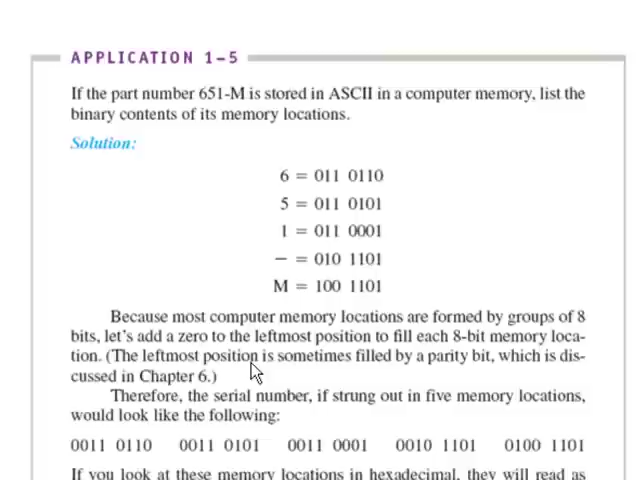 APPLICATION 1–5
If the part number 651-M is stored in ASCII in a computer memory, list the
binary contents of its memory locations.
Solution:
6 = 011 0110
5 = 011 0101
1 = 011 0001
− = 010 1101
M = 100 1101
Because most computer memory locations are formed by groups of 8
bits, let's add a zero to the leftmost position to fill each 8-bit memory loca-
tion. (The leftmost position is sometimes filled by a parity bit, which is dis-
cussed in Chapter 6.)
Therefore, the serial number, if strung out in five memory locations,
would look like the following:
0011 0110 0011 0101 0011 0001 0010 1101 0100 1101
If you look at these memory locations in hexadecimal, they will read as